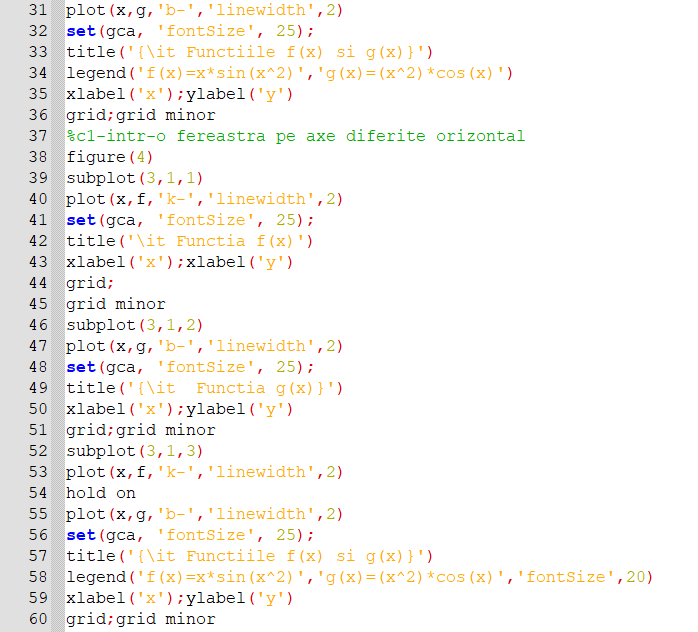 31 plot(x,g,'b-','linewidth',2)
32 set(gca, 'fontSize', 25);
33 title('{\it Functiile f(x) si g(x)}')
34 legend('f(x)=x*sin(x^2)','g(x)=(x^2)*cos(x)')
35 xlabel('x');ylabel('y')
36 grid;grid minor
37 %c1-intr-o fereastra pe axe diferite orizontal
38 figure(4)
39 subplot(3,1,1)
40 plot(x,f,'k-','linewidth',2)
41 set(gca, 'fontSize', 25);
42 title('\it Functia f(x)')
43 xlabel('x');xlabel('y')
44 grid;
45 grid minor
46 subplot(3,1,2)
47 plot(x,g,'b-','linewidth',2)
48 set(gca, 'fontSize', 25);
49 title('{\it  Functia g(x)}')
50 xlabel('x');ylabel('y')
51 grid;grid minor
52 subplot(3,1,3)
53 plot(x,f,'k-','linewidth',2)
54 hold on
55 plot(x,g,'b-','linewidth',2)
56 set(gca, 'fontSize', 25);
57 title('{\it Functiile f(x) si g(x)}')
58 legend('f(x)=x*sin(x^2)','g(x)=(x^2)*cos(x)','fontSize',20)
59 xlabel('x');ylabel('y')
60 grid;grid minor